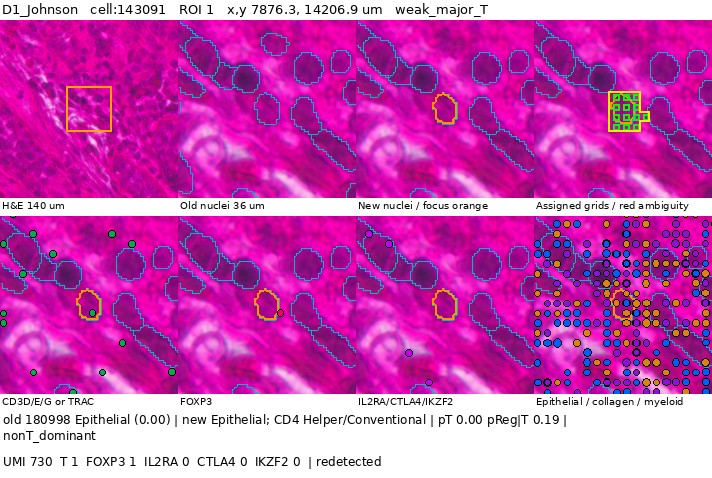 D1_Johnson cell:143091 ROI 1 x,y 7876.3, 14206.9 um weak_major_T
H&E 140 um
Old nuclei 36 um
New nuclei / focus orange
Assigned grids / red ambiguity
CD3D/E/G or TRAC
FOXP3
IL2RA/CTLA4/IKZF2
Epithelial / collagen / myeloid
old 180998 Epithelial (0.00) | new Epithelial; CD4 Helper/Conventional | pT 0.00 pReg|T 0.19 |
nonT_dominant
UMI 730 T 1 FOXP3 1 IL2RA 0 CTLA4 0 IKZF2 0 | redetected